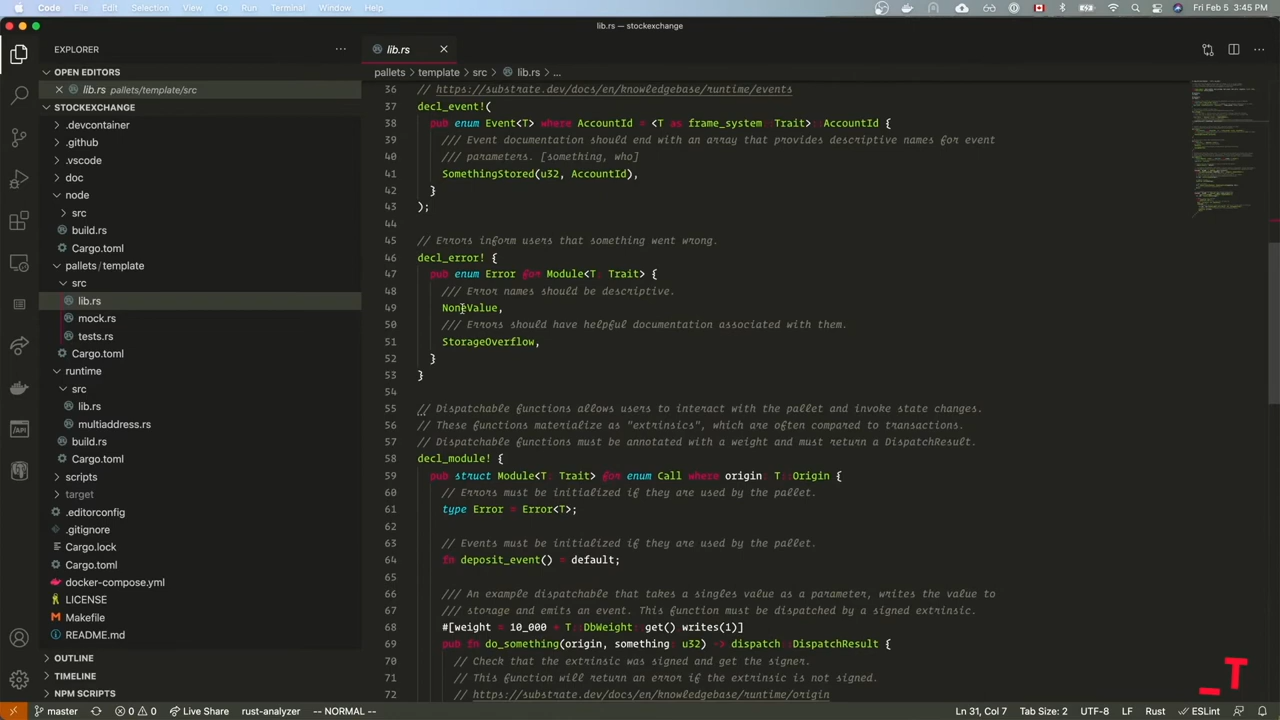 Code File Edit Selection View Go Run Terminal Window Help Fri Feb 5 3:45 PM
lib.rs — stockexchange
EXPLORER
OPEN EDITORS
lib.rs pallets/template/src
STOCKEXCHANGE
.devcontainer
.github
.vscode
doc
node
src
build.rs
Cargo.toml
pallets/template
src
lib.rs
mock.rs
tests.rs
Cargo.toml
runtime
src
lib.rs
multiaddress.rs
build.rs
Cargo.toml
scripts
target
.editorconfig
.gitignore
Cargo.lock
Cargo.toml
docker-compose.yml
LICENSE
Makefile
README.md
OUTLINE
TIMELINE
NPM SCRIPTS
lib.rs
pallets > template > src > lib.rs > ...
36 // https://substrate.dev/docs/en/knowledgebase/runtime/events
37 decl_event!(
38 pub enum Event<T> where AccountId = <T as frame_system::Trait>::AccountId {
39 /// Event documentation should end with an array that provides descriptive names for event
40 /// parameters. [something, who]
41 SomethingStored(u32, AccountId),
42 }
43 );
44
45 // Errors inform users that something went wrong.
46 decl_error! {
47 pub enum Error for Module<T: Trait> {
48 /// Error names should be descriptive.
49 NoneValue,
50 /// Errors should have helpful documentation associated with them.
51 StorageOverflow,
52 }
53 }
54
55 // Dispatchable functions allows users to interact with the pallet and invoke state changes.
56 // These functions materialize as "extrinsics", which are often compared to transactions.
57 // Dispatchable functions must be annotated with a weight and must return a DispatchResult.
58 decl_module! {
59 pub struct Module<T: Trait> for enum Call where origin: T::Origin {
60 // Errors must be initialized if they are used by the pallet.
61 type Error = Error<T>;
62
63 // Events must be initialized if they are used by the pallet.
64 fn deposit_event() = default;
65
66 /// An example dispatchable that takes a singles value as a parameter, writes the value to
67 /// storage and emits an event. This function must be dispatched by a signed extrinsic.
68 #[weight = 10_000 + T::DbWeight::get().writes(1)]
69 pub fn do_something(origin, something: u32) -> dispatch::DispatchResult {
70 // Check that the extrinsic was signed and get the signer.
71 // This function will return an error if the extrinsic is not signed.
72 // https://substrate.dev/docs/en/knowledgebase/runtime/origin
_T
master 0 0 Live Share rust-analyzer -- NORMAL -- Ln 31, Col 7 Tab Size: 2 UTF-8 LF Rust ESLint